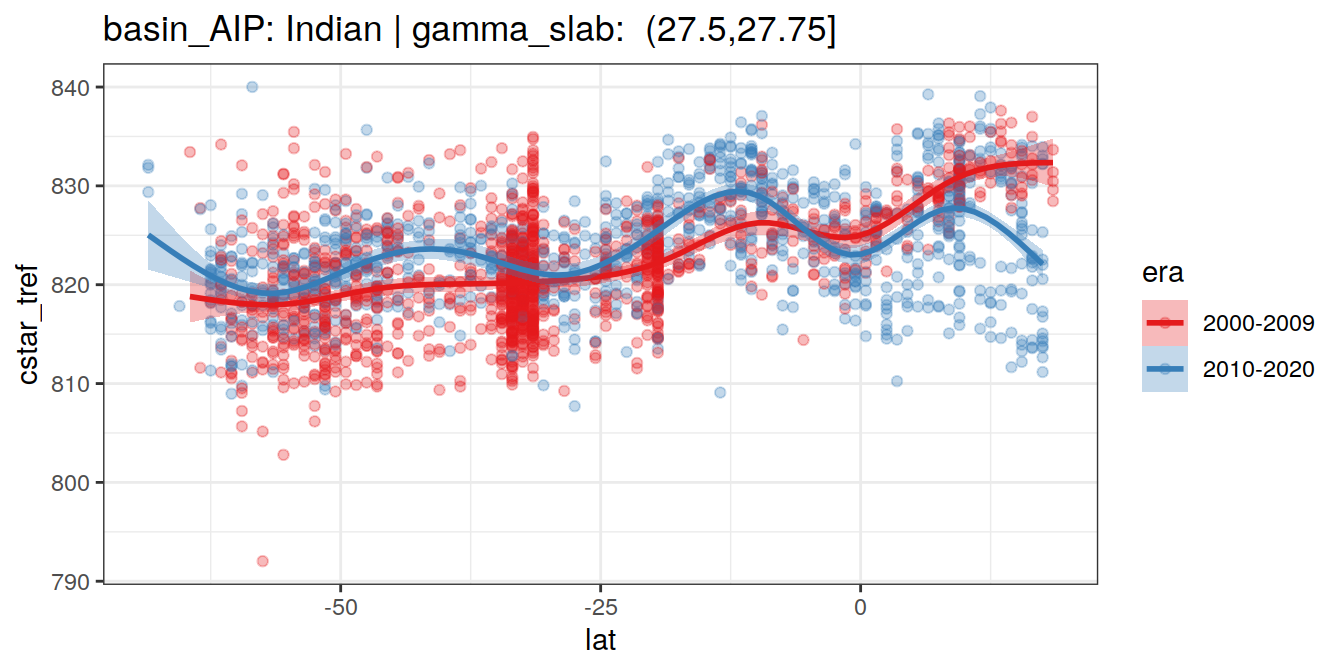 basin_AIP: Indian | gamma_slab:  (27.5,27.75]
840
830
820
810
800
790
cstar_tref
-50
-25
0
lat
era
2000-2009
2010-2020